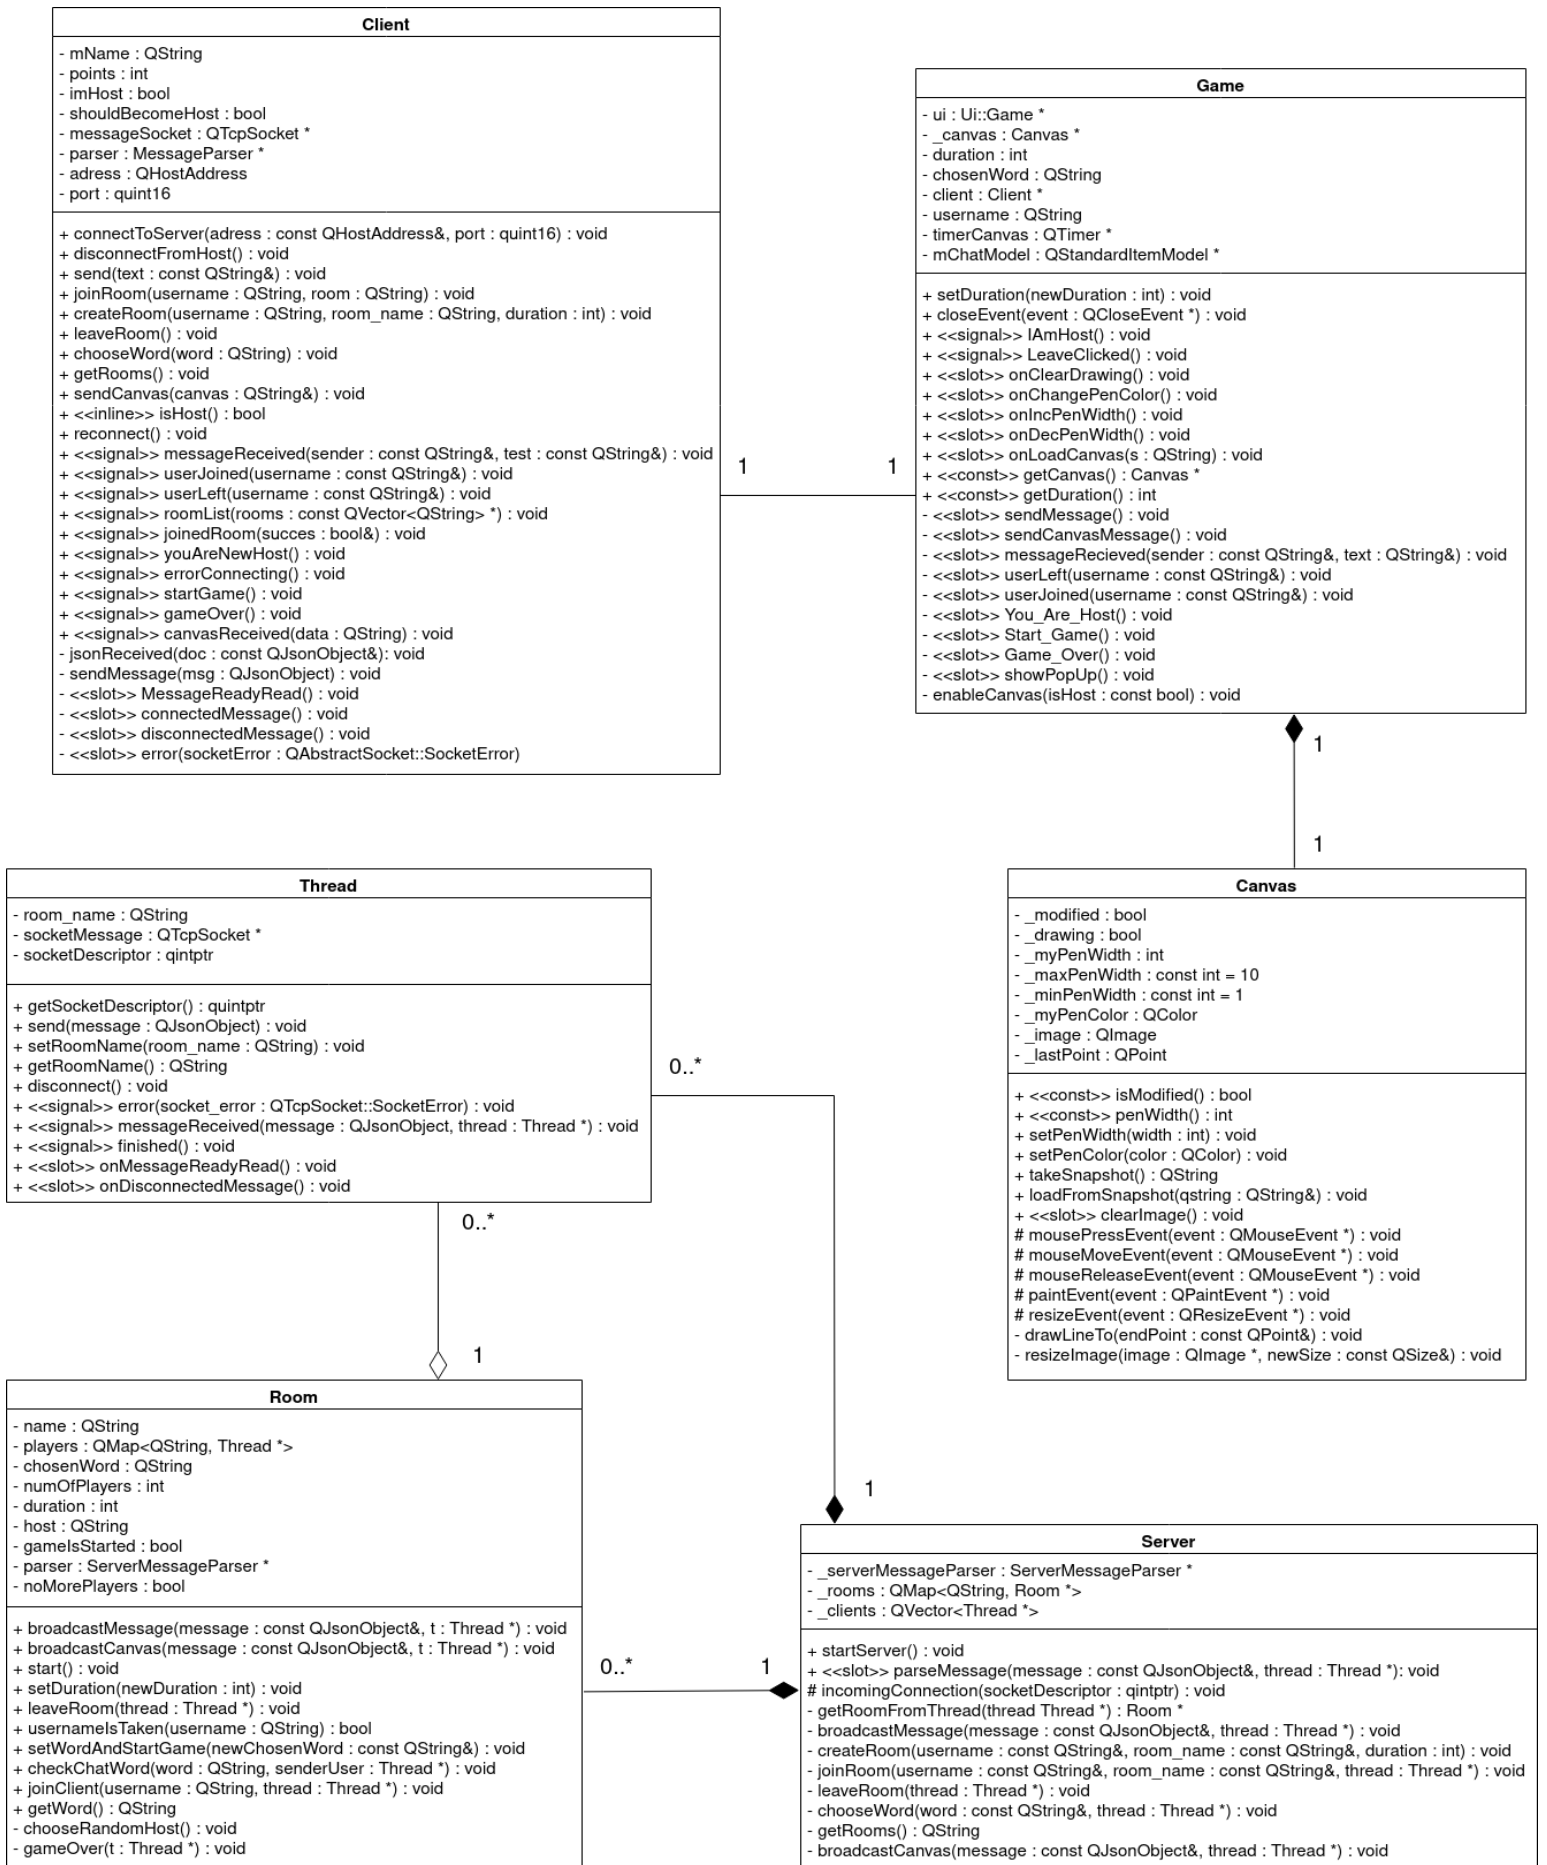 Client
- mName : QString
- points : int
- imHost : bool
- shouldBecomeHost : bool
- messageSocket : QTcpSocket *
- parser : MessageParser *
- adress : QHostAddress
- port : quint16
+ connectToServer(adress : const QHostAddress&, port : quint16) : void
+ disconnectFromHost() : void
+ send(text : const QString&) : void
+ joinRoom(username : QString, room : QString) : void
+ createRoom(username : QString, room_name : QString, duration : int) : void
+ leaveRoom() : void
+ chooseWord(word : QString) : void
+ getRooms() : void
+ sendCanvas(canvas : QString&) : void
+ <<inline>> isHost() : bool
+ reconnect() : void
+ <<signal>> messageReceived(sender : const QString&, test : const QString&) : void
+ <<signal>> userJoined(username : const QString&) : void
+ <<signal>> userLeft(username : const QString&) : void
+ <<signal>> roomList(rooms : const QVector<QString> *) : void
+ <<signal>> joinedRoom(succes : bool&) : void
+ <<signal>> youAreNewHost() : void
+ <<signal>> errorConnecting() : void
+ <<signal>> startGame() : void
+ <<signal>> gameOver() : void
+ <<signal>> canvasReceived(data : QString) : void
- jsonReceived(doc : const QJsonObject&): void
- sendMessage(msg : QJsonObject) : void
- <<slot>> MessageReadyRead() : void
- <<slot>> connectedMessage() : void
- <<slot>> disconnectedMessage() : void
- <<slot>> error(socketError : QAbstractSocket::SocketError)
1
1
Game
- ui : Ui::Game *
- _canvas : Canvas *
- duration : int
- chosenWord : QString
- client : Client *
- username : QString
- timerCanvas : QTimer *
- mChatModel : QStandardItemModel *
+ setDuration(newDuration : int) : void
+ closeEvent(event : QCloseEvent *) : void
+ <<signal>> IAmHost() : void
+ <<signal>> LeaveClicked() : void
+ <<slot>> onClearDrawing() : void
+ <<slot>> onChangePenColor() : void
+ <<slot>> onIncPenWidth() : void
+ <<slot>> onDecPenWidth() : void
+ <<slot>> onLoadCanvas(s : QString) : void
+ <<const>> getCanvas() : Canvas *
+ <<const>> getDuration() : int
- <<slot>> sendMessage() : void
- <<slot>> sendCanvasMessage() : void
- <<slot>> messageRecieved(sender : const QString&, text : QString&) : void
- <<slot>> userLeft(username : const QString&) : void
- <<slot>> userJoined(username : const QString&) : void
- <<slot>> You_Are_Host() : void
- <<slot>> Start_Game() : void
- <<slot>> Game_Over() : void
- <<slot>> showPopUp() : void
- enableCanvas(isHost : const bool) : void
1
1
Thread
- room_name : QString
- socketMessage : QTcpSocket *
- socketDescriptor : qintptr
+ getSocketDescriptor() : quintptr
+ send(message : QJsonObject) : void
+ setRoomName(room_name : QString) : void
+ getRoomName() : QString
+ disconnect() : void
+ <<signal>> error(socket_error : QTcpSocket::SocketError) : void
+ <<signal>> messageReceived(message : QJsonObject, thread : Thread *) : void
+ <<signal>> finished() : void
+ <<slot>> onMessageReadyRead() : void
+ <<slot>> onDisconnectedMessage() : void
0..*
0..*
1
1
Canvas
- _modified : bool
- _drawing : bool
- _myPenWidth : int
- _maxPenWidth : const int = 10
- _minPenWidth : const int = 1
- _myPenColor : QColor
- _image : QImage
- _lastPoint : QPoint
+ <<const>> isModified() : bool
+ <<const>> penWidth() : int
+ setPenWidth(width : int) : void
+ setPenColor(color : QColor) : void
+ takeSnapshot() : QString
+ loadFromSnapshot(qstring : QString&) : void
+ <<slot>> clearImage() : void
# mousePressEvent(event : QMouseEvent *) : void
# mouseMoveEvent(event : QMouseEvent *) : void
# mouseReleaseEvent(event : QMouseEvent *) : void
# paintEvent(event : QPaintEvent *) : void
# resizeEvent(event : QResizeEvent *) : void
- drawLineTo(endPoint : const QPoint&) : void
- resizeImage(image : QImage *, newSize : const QSize&) : void
Room
- name : QString
- players : QMap<QString, Thread *>
- chosenWord : QString
- numOfPlayers : int
- duration : int
- host : QString
- gameIsStarted : bool
- parser : ServerMessageParser *
- noMorePlayers : bool
+ broadcastMessage(message : const QJsonObject&, t : Thread *) : void
+ broadcastCanvas(message : const QJsonObject&, t : Thread *) : void
+ start() : void
+ setDuration(newDuration : int) : void
+ leaveRoom(thread : Thread *) : void
+ usernameIsTaken(username : QString) : bool
+ setWordAndStartGame(newChosenWord : const QString&) : void
+ checkChatWord(word : QString, senderUser : Thread *) : void
+ joinClient(username : QString, thread : Thread *) : void
+ getWord() : QString
- chooseRandomHost() : void
- gameOver(t : Thread *) : void
0..*
1
Server
- _serverMessageParser : ServerMessageParser *
- _rooms : QMap<QString, Room *>
- _clients : QVector<Thread *>
+ startServer() : void
+ <<slot>> parseMessage(message : const QJsonObject&, thread : Thread *): void
# incomingConnection(socketDescriptor : qintptr) : void
- getRoomFromThread(thread Thread *) : Room *
- broadcastMessage(message : const QJsonObject&, thread : Thread *) : void
- createRoom(username : const QString&, room_name : const QString&, duration : int) : void
- joinRoom(username : const QString&, room_name : const QString&, thread : Thread *) : void
- leaveRoom(thread : Thread *) : void
- chooseWord(word : const QString&, thread : Thread *) : void
- getRooms() : QString
- broadcastCanvas(message : const QJsonObject&, thread : Thread *) : void